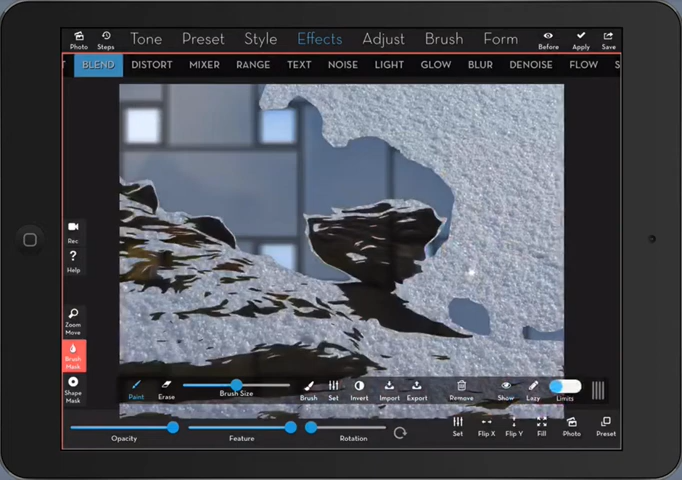 Photo Steps Tone Preset Style Effects Adjust Brush Form Before Apply Save
BLEND DISTORT MIXER RANGE TEXT NOISE LIGHT GLOW BLUR DENOISE FLOW
Rec
Help
Zoom
Move
Brush
Mask
Shape
Mask
Paint Erase Brush Size Brush Set Invert Import Export Remove Show Lazy Limits
Opacity Feature Rotation Set Flip X Flip Y Fill Photo Preset